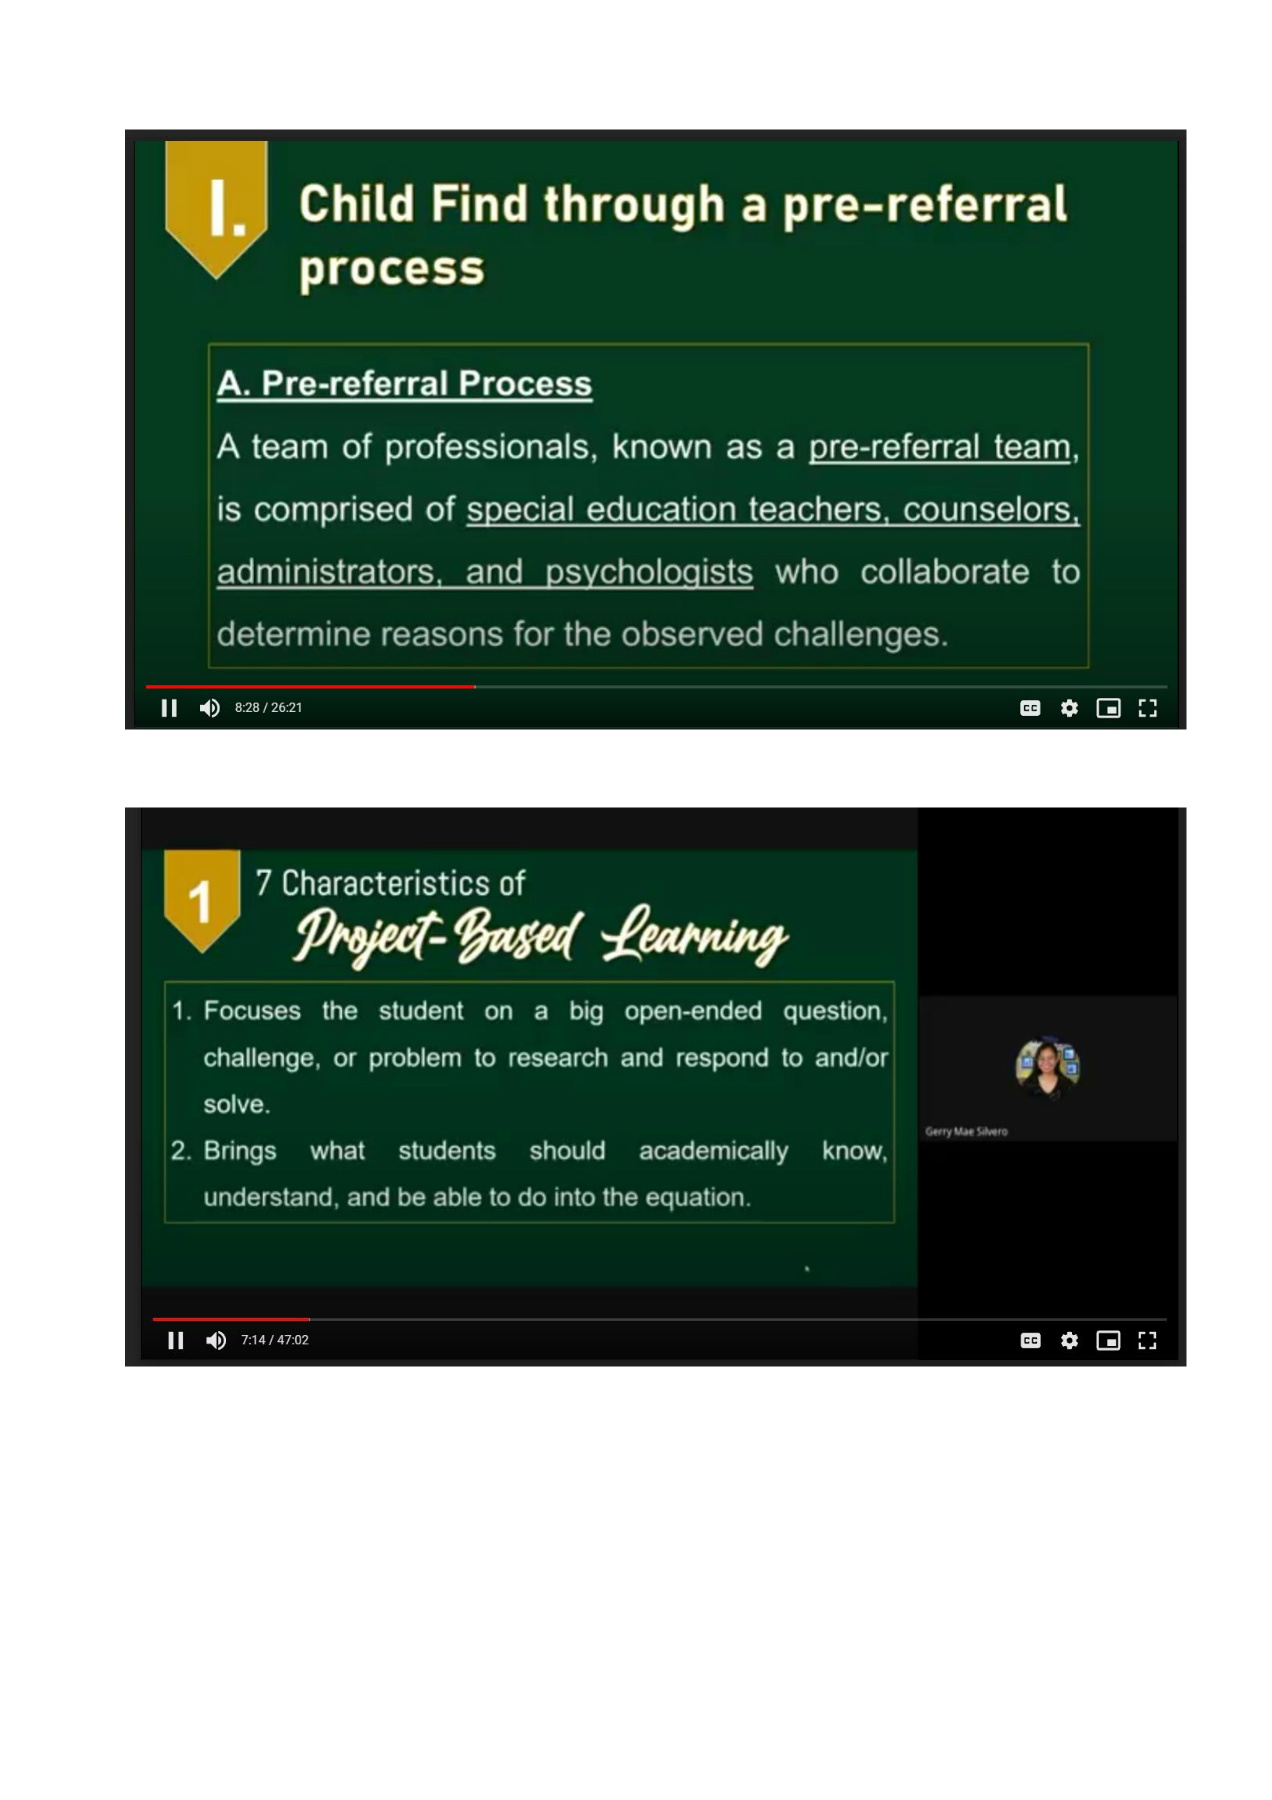 I.
Child Find through a pre-referral
process
A. Pre-referral Process
A team of professionals, known as a pre-referral team,
is comprised of special education teachers, counselors,
administrators, and psychologists who collaborate to
determine reasons for the observed challenges.
8:28 / 26:21
CC
1
7 Characteristics of
Project-Based Learning
1. Focuses the student on a big open-ended question,
challenge, or problem to research and respond to and/or
solve.
2. Brings what students should academically know,
understand, and be able to do into the equation.
Gerry Mae Silvero
7:14 / 47:02
CC